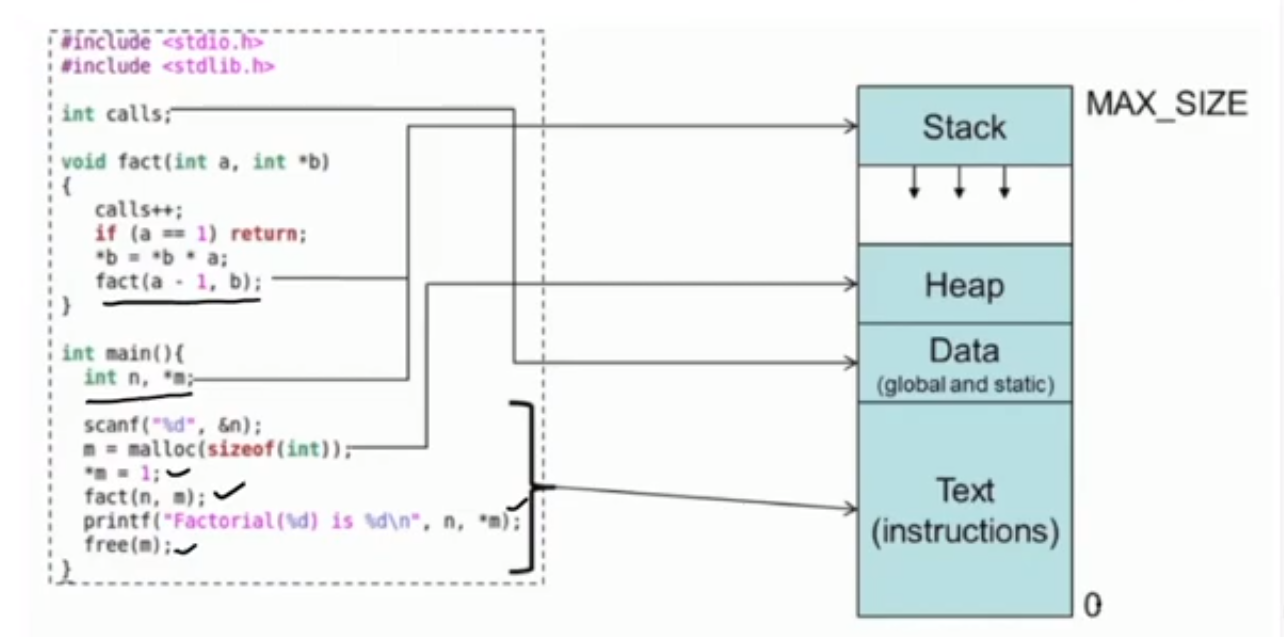 #include <stdio.h>
#include <stdlib.h>
int calls;
void fact(int a, int *b)
{
calls++;
if (a == 1) return;
*b = *b * a;
fact(a - 1, b);
}
int main(){
int n, *m;
scanf("%d", &n);
m = malloc(sizeof(int));
*m = 1;
fact(n, m);
printf("Factorial(%d) is %d\n", n, *m);
free(m);
}
MAX_SIZE
Stack
Heap
Data
(global and static)
Text
(instructions)
0